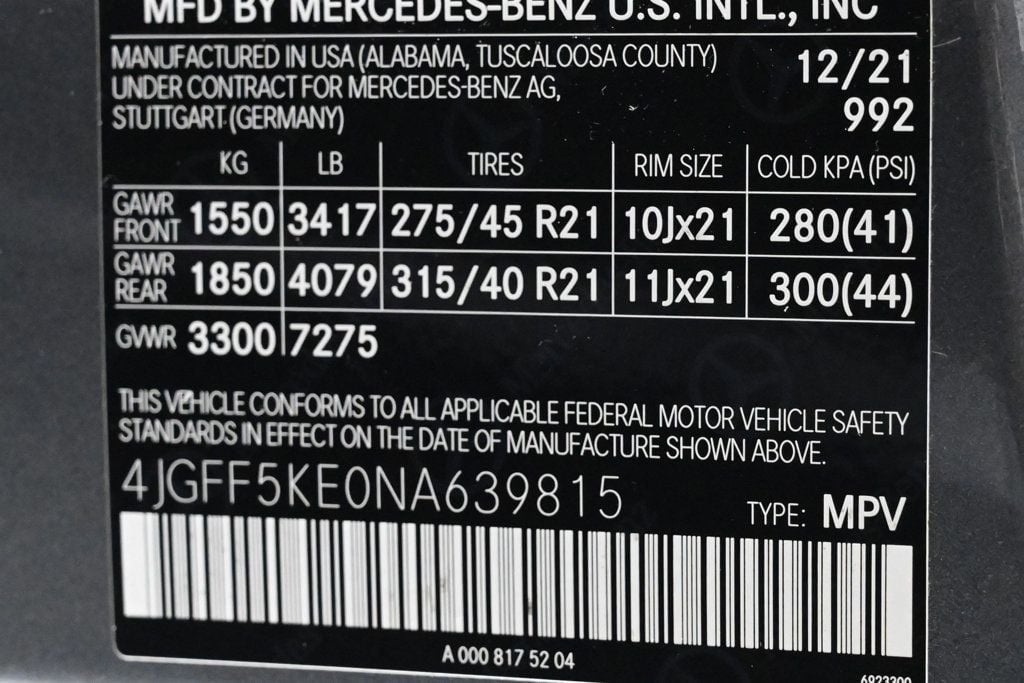 MFD BY MERCEDES-BENZ U.S. INTL., INC
MANUFACTURED IN USA (ALABAMA, TUSCALOOSA COUNTY)
UNDER CONTRACT FOR MERCEDES-BENZ AG,
STUTTGART (GERMANY)
12/21
992
KG LB TIRES RIM SIZE COLD KPA (PSI)
GAWR FRONT 1550 3417 275/45 R21 10Jx21 280(41)
GAWR REAR 1850 4079 315/40 R21 11Jx21 300(44)
GVWR 3300 7275
THIS VEHICLE CONFORMS TO ALL APPLICABLE FEDERAL MOTOR VEHICLE SAFETY
STANDARDS IN EFFECT ON THE DATE OF MANUFACTURE SHOWN ABOVE.
4JGFF5KE0NA639815
TYPE: MPV
A 000 817 52 04
6923300